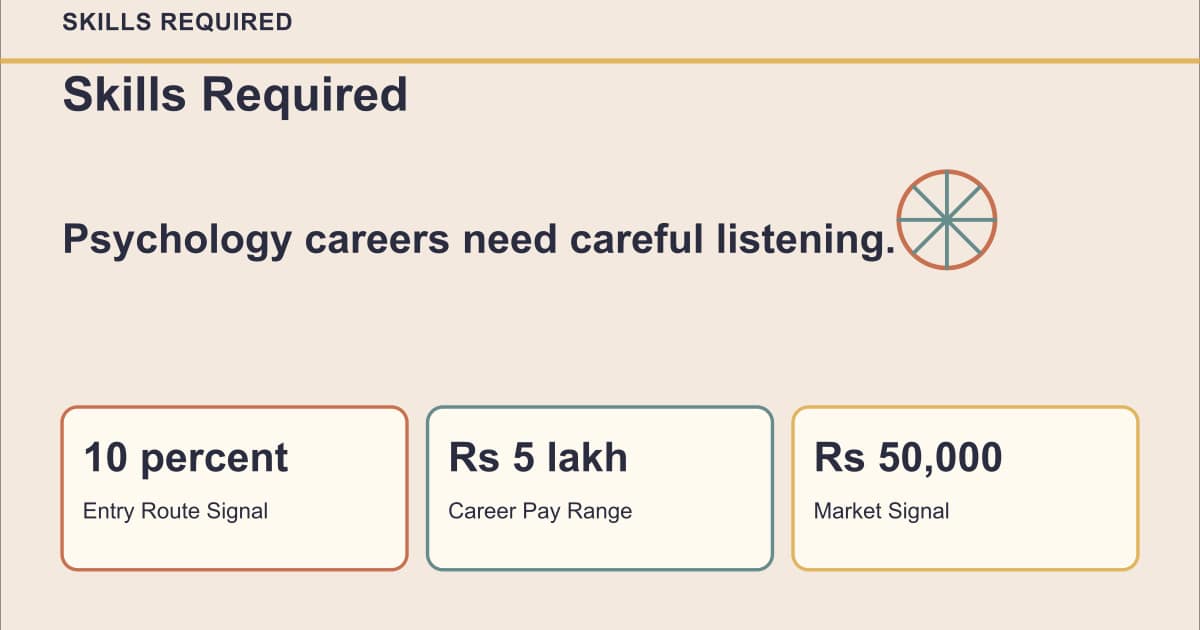 SKILLS REQUIRED
Skills Required
Psychology careers need careful listening.
10 percent
Entry Route Signal
Rs 5 lakh
Career Pay Range
Rs 50,000
Market Signal